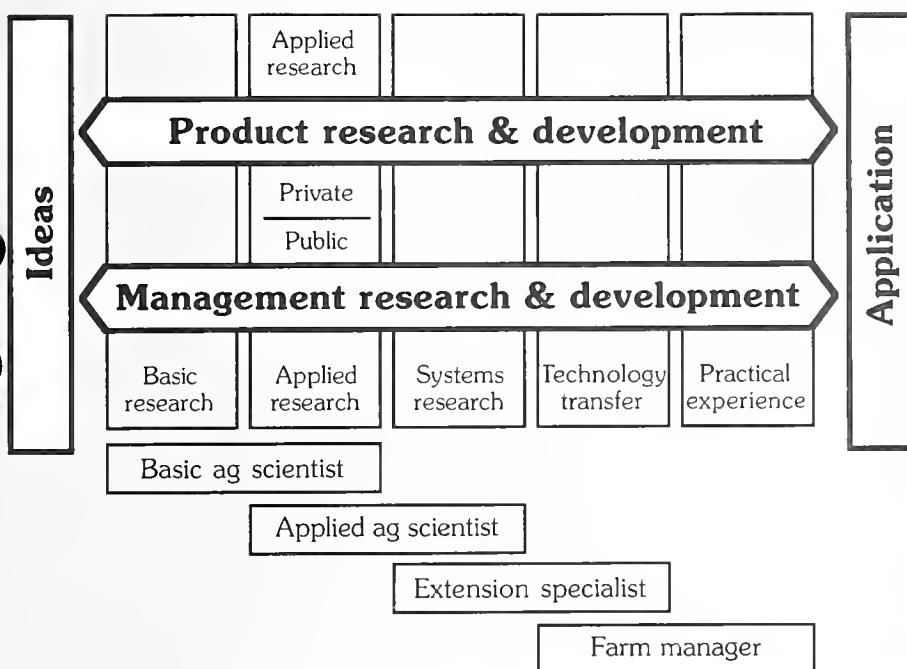 Ideas
Applied
research
Product research & development
Private
Public
Management research & development
Basic
research
Applied
research
Systems
research
Technology
transfer
Practical
experience
Application
Basic ag scientist
Applied ag scientist
Extension specialist
Farm manager